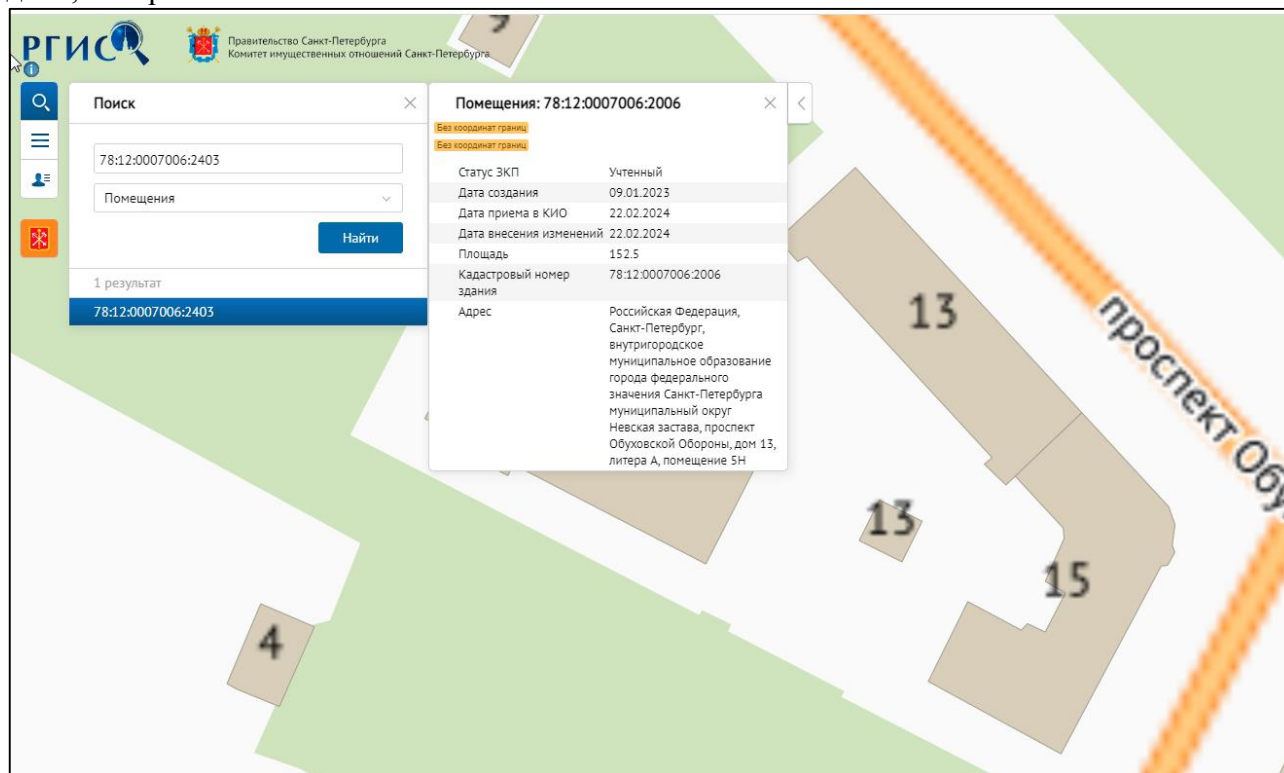 РГИС
Правительство Санкт-Петербурга
Комитет имущественных отношений Санкт-Петербурга
Поиск
78:12:0007006:2403
Помещения
Найти
1 результат
78:12:0007006:2403
Помещения: 78:12:0007006:2006
Без координат границ
Без координат границ
Статус ЗКП Учтенный
Дата создания 09.01.2023
Дата приема в КИО 22.02.2024
Дата внесения изменений 22.02.2024
Площадь 152.5
Кадастровый номер 78:12:0007006:2006
здания
Адрес Российская Федерация,
Санкт-Петербург,
внутригородское
муниципальное образование
города федерального
значения Санкт-Петербурга
муниципальный округ
Невская застава, проспект
Обуховской Обороны, дом 13,
литера А, помещение 5Н
13
проспект Обу
13
15
4